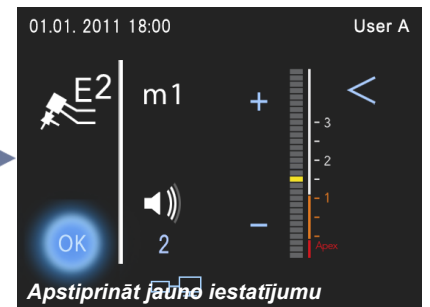 01.01. 2011 18:00 User A
E2 m1 + <
- 3
- 2
- 1
Apex
OK 2 -
Apstiprināt jauno iestatījumu